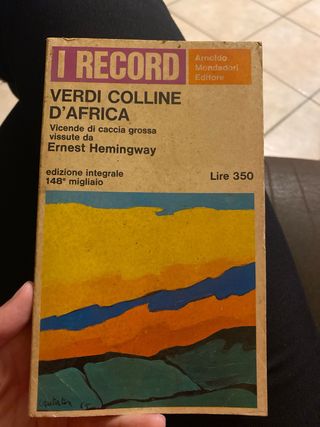 I RECORD
Arnoldo
Mondadori
Editore
VERDI COLLINE
D'AFRICA
Vicende di caccia grossa
vissute da
Ernest Hemingway
edizione integrale
148° migliaio
Lire 350